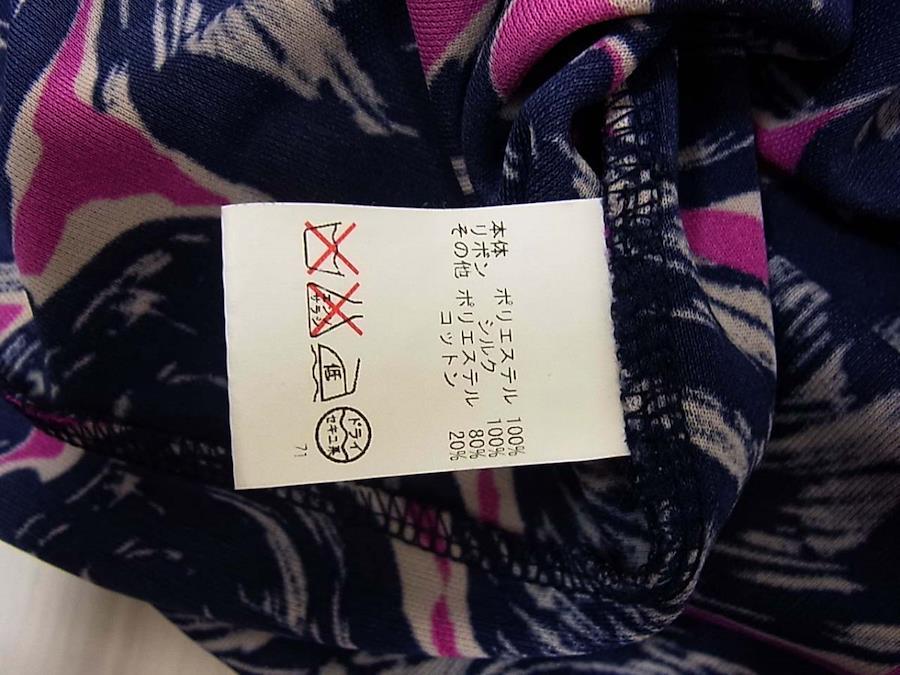 本体 ポリエステル 100%
リボン シルク 100%
その他 ポリエステル 80%
コットン 20%
エンソ
サラシ
低
ドライ
セキユ系
71